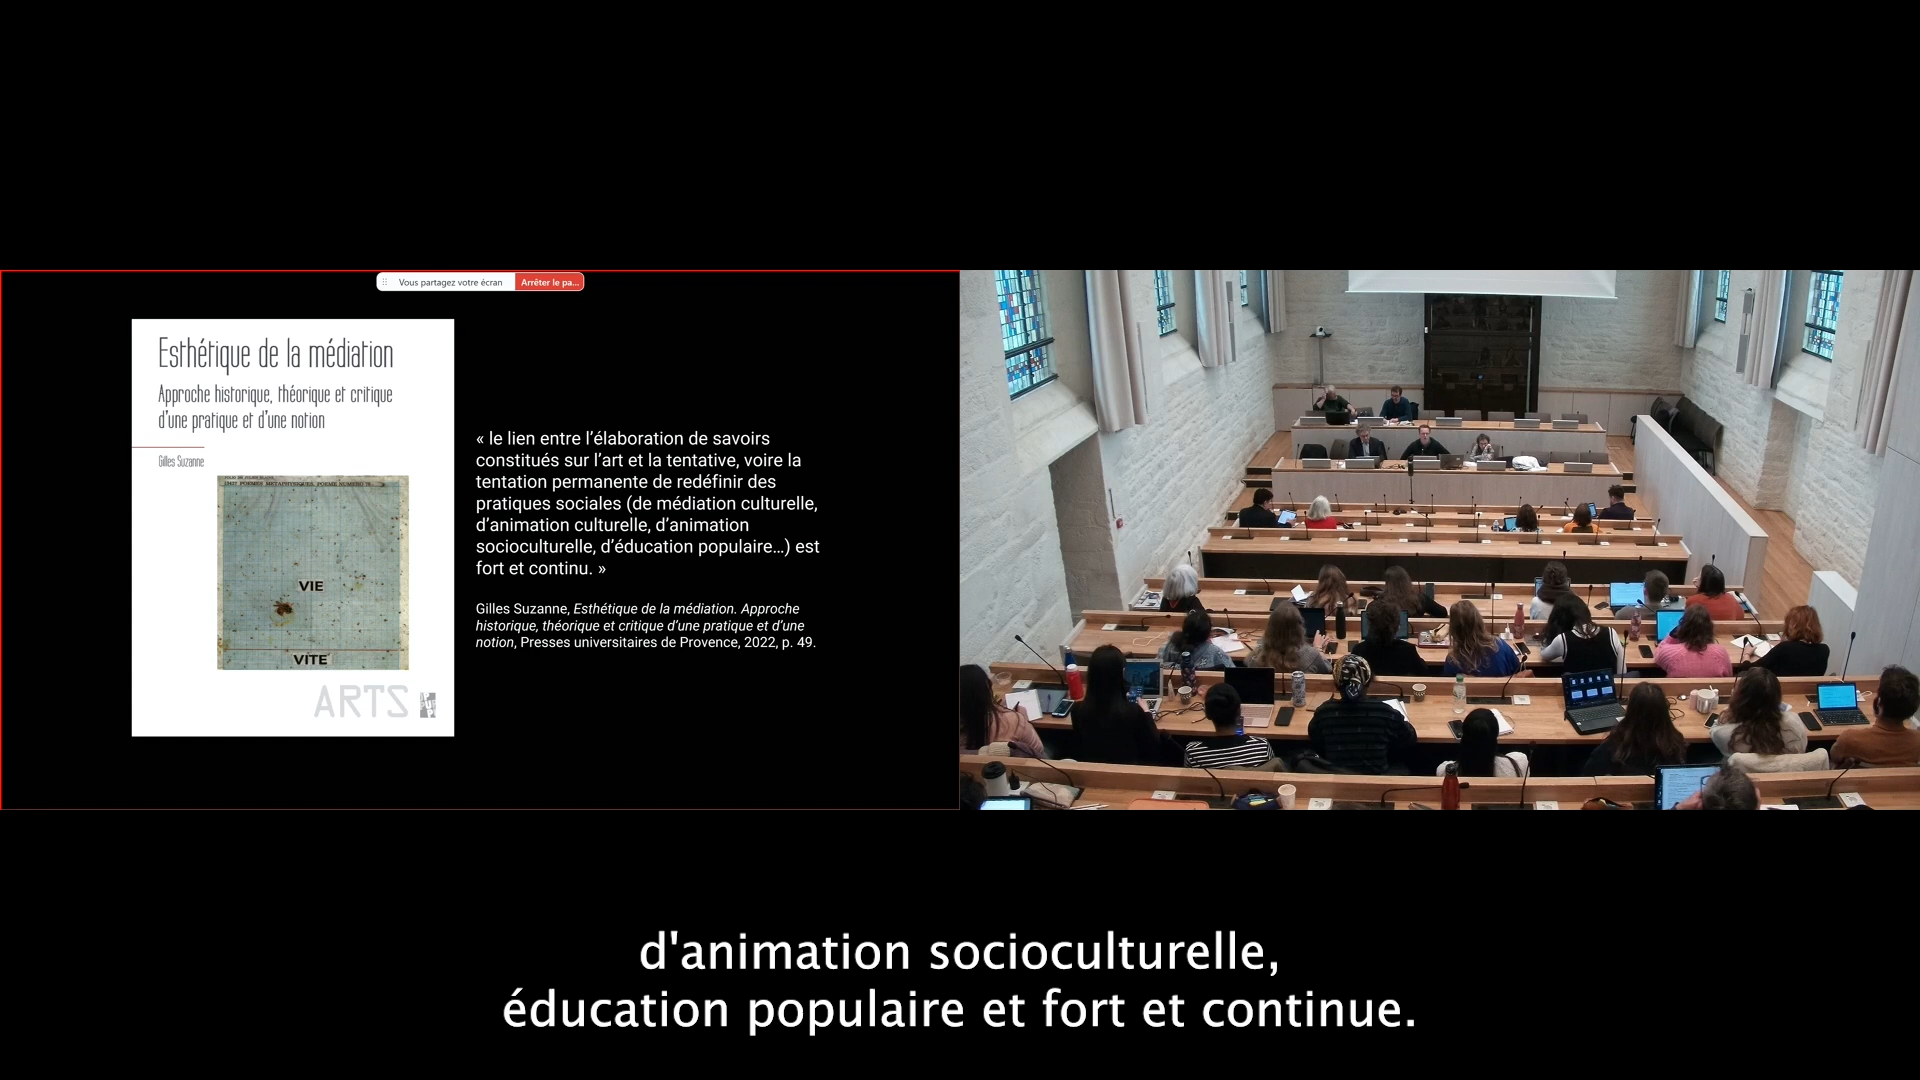 Vous partagez votre écran
Arrêter le pa...
Esthétique de la médiation
Approche historique, théorique et critique
d'une pratique et d'une notion
Gilles Suzanne
VIE
VITE
ARTS
« le lien entre l'élaboration de savoirs
constitués sur l'art et la tentative, voire la
tentation permanente de redéfinir des
pratiques sociales (de médiation culturelle,
d'animation culturelle, d'animation
socioculturelle, d'éducation populaire…) est
fort et continu. »
Gilles Suzanne, Esthétique de la médiation. Approche
historique, théorique et critique d'une pratique et d'une
notion, Presses universitaires de Provence, 2022, p. 49.
d'animation socioculturelle,
éducation populaire et fort et continue.